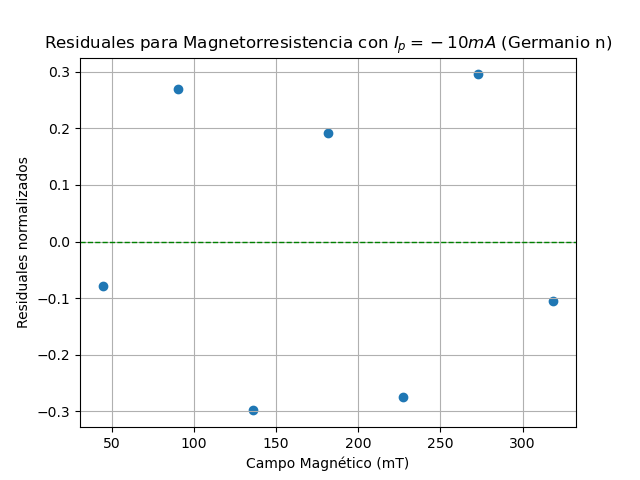 Residuales para Magnetorresistencia con $I_p = -10mA$ (Germanio n)
Residuales normalizados
0.3
0.2
0.1
0.0
−0.1
−0.2
−0.3
50 100 150 200 250 300
Campo Magnético (mT)